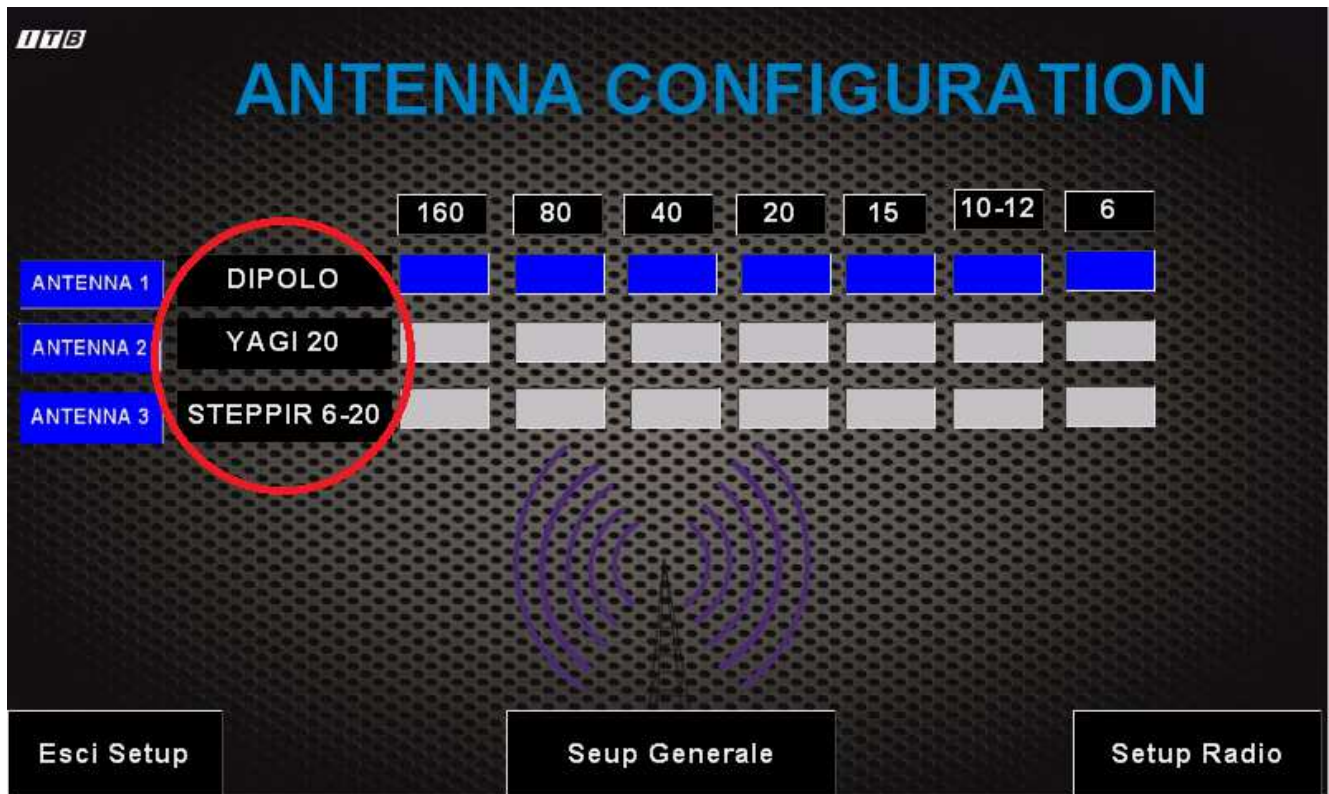 ITB
ANTENNA CONFIGURATION
160 80 40 20 15 10-12 6
ANTENNA 1 DIPOLO
ANTENNA 2 YAGI 20
ANTENNA 3 STEPPIR 6-20
Esci Setup Seup Generale Setup Radio